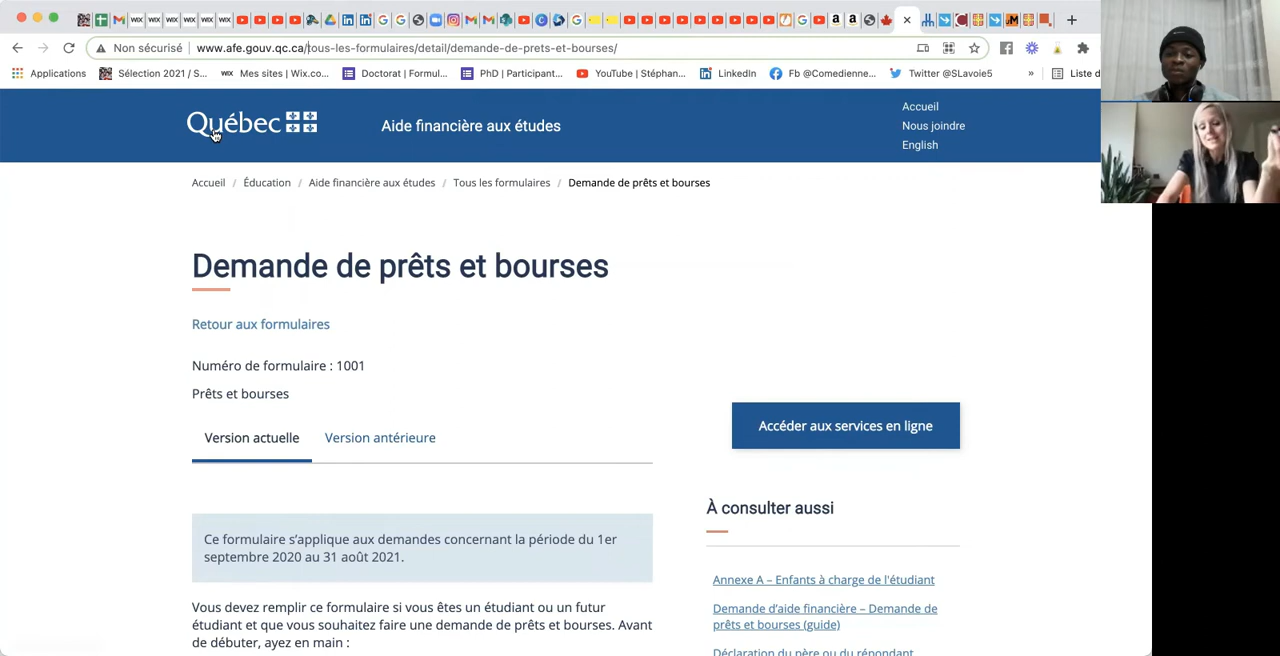 Non sécurisé
www.afe.gouv.qc.ca/tous-les-formulaires/detail/demande-de-prets-et-bourses/
Applications
Sélection 2021 / S...
Mes sites | Wix.co...
Doctorat | Formul...
PhD | Participant...
YouTube | Stéphan...
LinkedIn
Fb @Comedienne...
Twitter @SLavoie5
»
Liste d
Québec
Aide financière aux études
Accueil
Nous joindre
English
Accueil / Éducation / Aide financière aux études / Tous les formulaires / Demande de prêts et bourses
Demande de prêts et bourses
Retour aux formulaires
Numéro de formulaire : 1001
Prêts et bourses
Version actuelle
Version antérieure
Accéder aux services en ligne
Ce formulaire s'applique aux demandes concernant la période du 1er
septembre 2020 au 31 août 2021.
Vous devez remplir ce formulaire si vous êtes un étudiant ou un futur
étudiant et que vous souhaitez faire une demande de prêts et bourses. Avant
de débuter, ayez en main :
À consulter aussi
Annexe A – Enfants à charge de l'étudiant
Demande d'aide financière – Demande de
prêts et bourses (guide)
Déclaration du père ou du répondant